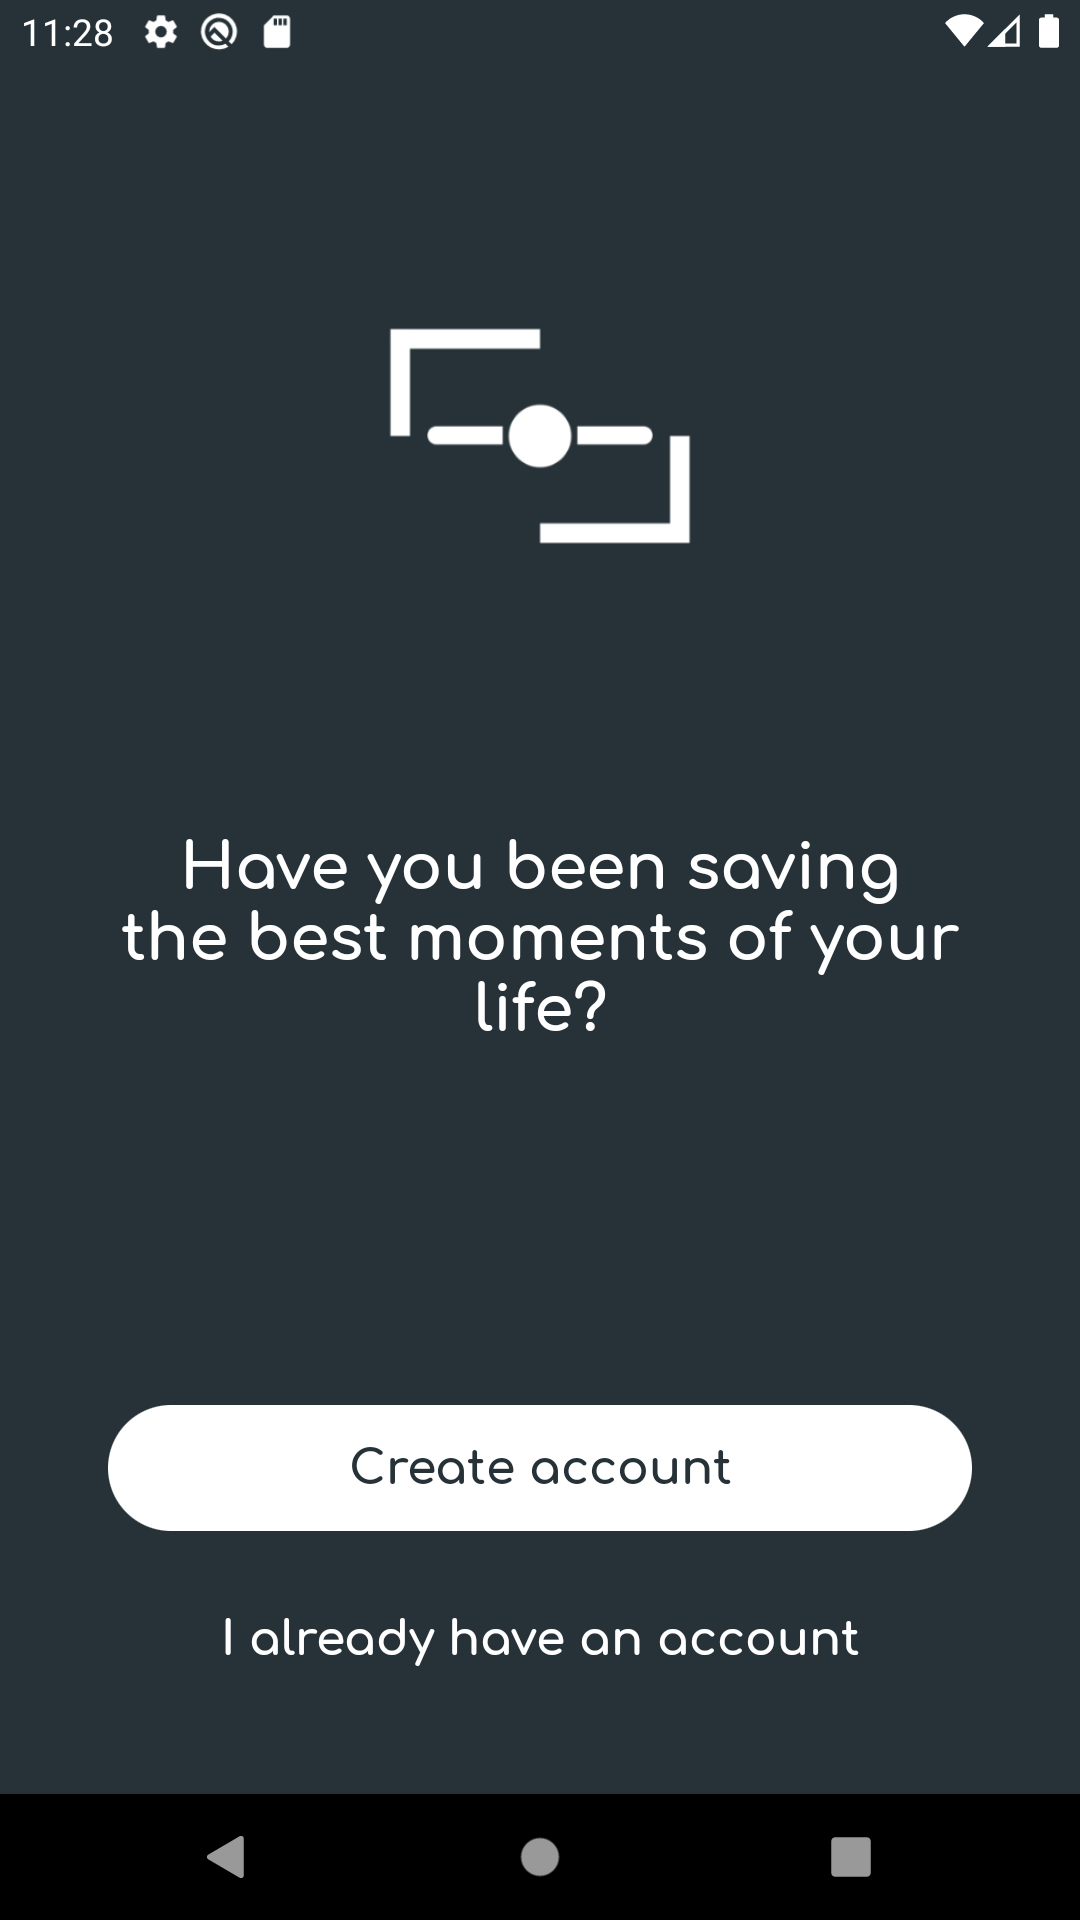 11:28
Have you been saving
the best moments of your
life?
Create account
I already have an account